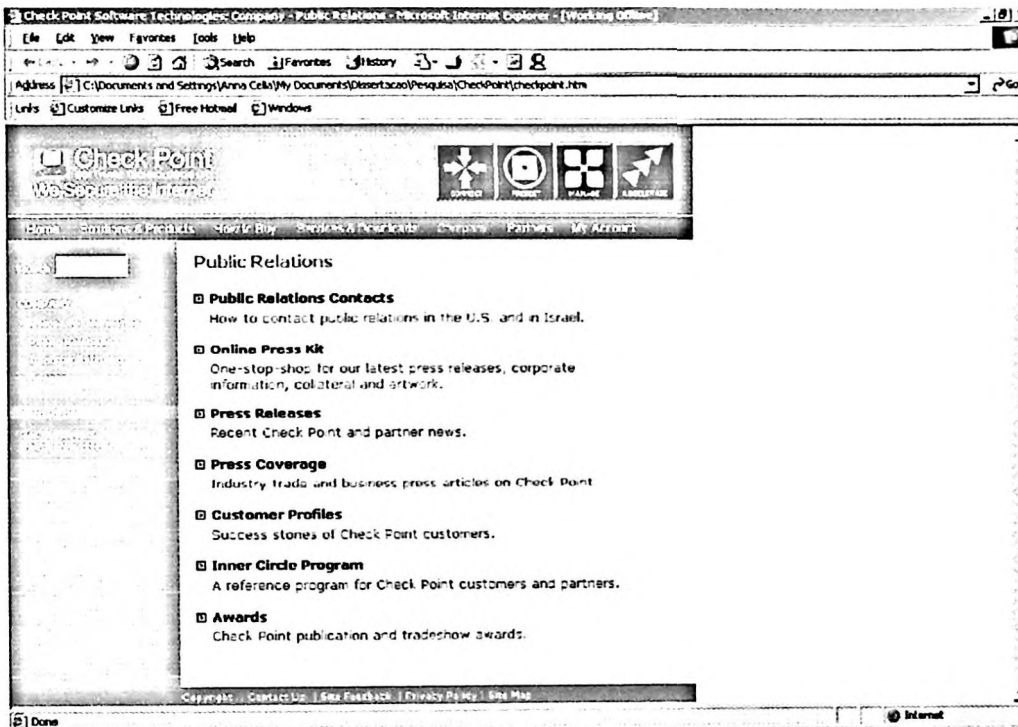 Check Point Software Technologies: Company - Public Relations - Microsoft Internet Explorer - [Working Offline]
File Edit View Favorites Tools Help
Search Favorites History
Address C:\Documents and Settings\Anna Celia\My Documents\Dissertacao\Pesquisa\CheckPoint\checkpoint.htm Go
Links Customize Links Free Hotmail Windows
Check Point
We Secure the Internet
CONNECT PROTECT MANAGE ACCELERATE
Home Solutions & Products How to Buy Services & Downloads Company Partners My Account
Public Relations
Public Relations Contacts
How to contact public relations in the U.S. and in Israel.
Online Press Kit
One-stop-shop for our latest press releases, corporate
information, collateral and artwork.
Press Releases
Recent Check Point and partner news.
Press Coverage
Industry trade and business press articles on Check Point
Customer Profiles
Success stories of Check Point customers.
Inner Circle Program
A reference program for Check Point customers and partners.
Awards
Check Point publication and tradeshow awards.
Copyright | Contact Us | Site Feedback | Privacy Policy | Site Map
Done Internet